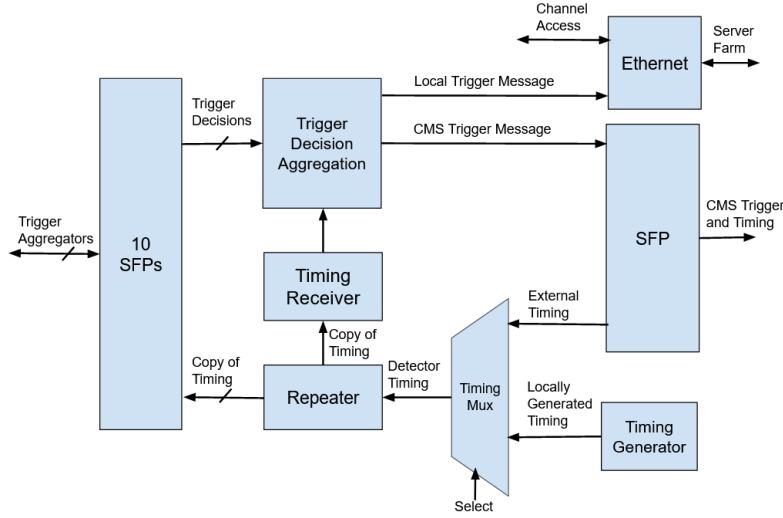 Channel
Access
Ethernet
Server
Farm
Local Trigger Message
Trigger
Decisions
Trigger
Decision
Aggregation
CMS Trigger Message
Trigger
Aggregators
10
SFPs
SFP
CMS Trigger
and Timing
Timing
Receiver
External
Timing
Copy of
Timing
Copy of
Timing
Repeater
Detector
Timing
Timing
Mux
Locally
Generated
Timing
Timing
Generator
Select